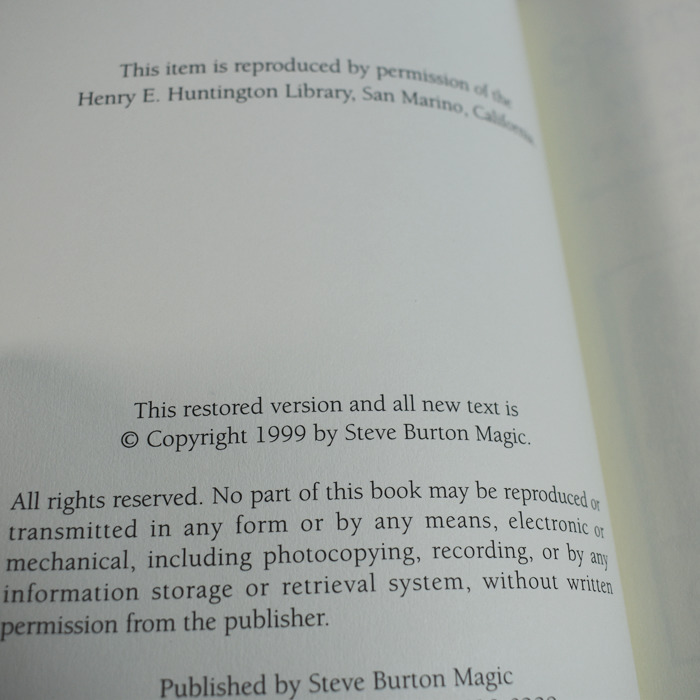 This item is reproduced by permission of the
Henry E. Huntington Library, San Marino, California
This restored version and all new text is
© Copyright 1999 by Steve Burton Magic.
All rights reserved. No part of this book may be reproduced or
transmitted in any form or by any means, electronic or
mechanical, including photocopying, recording, or by any
information storage or retrieval system, without written
permission from the publisher.
Published by Steve Burton Magic